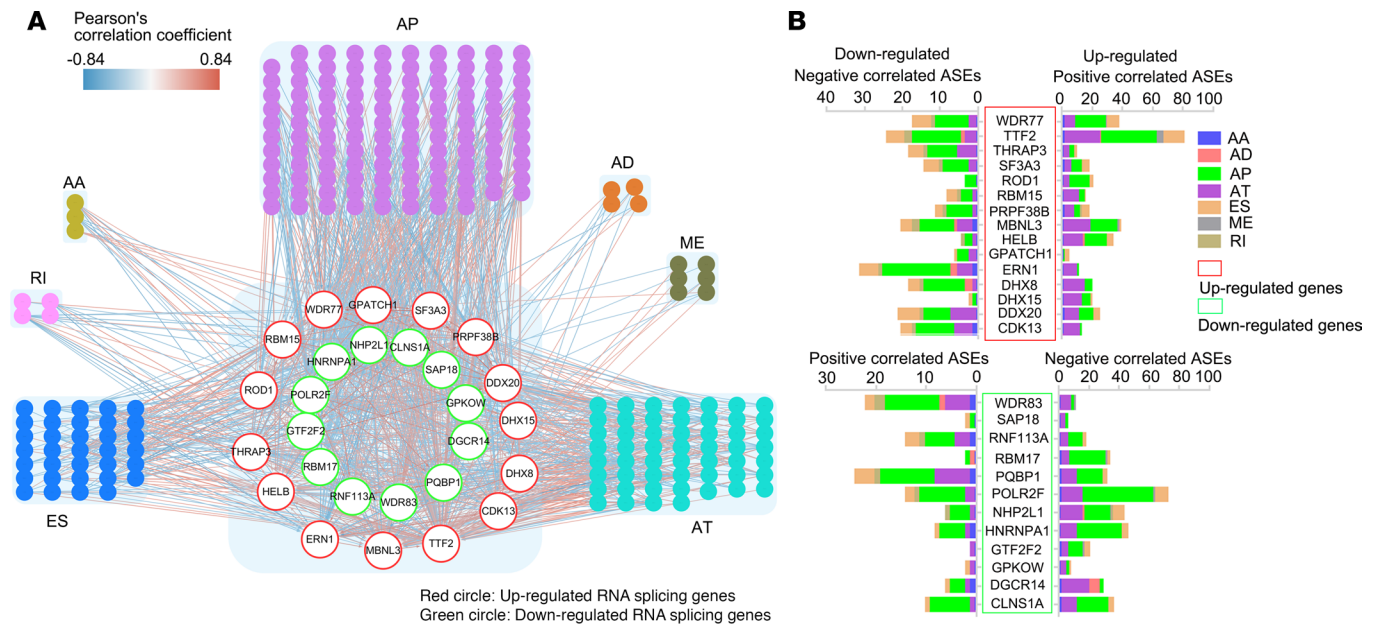 A
Pearson's
correlation coefficient
-0.84 0.84
AP
AD
AA
ME
RI
WDR77
GPATCH1
SF3A3
RBM15
PRPF38B
NHP2L1
CLNS1A
HNRNPA1
SAP18
ROD1
DDX20
POLR2F
GPKOW
DHX15
GTF2F2
DGCR14
THRAP3
RBM17
DHX8
HELB
PQBP1
RNF113A
WDR83
CDK13
ERN1
MBNL3
TTF2
ES
AT
Red circle: Up-regulated RNA splicing genes
Green circle: Down-regulated RNA splicing genes
B
Down-regulated
Negative correlated ASEs
Up-regulated
Positive correlated ASEs
40 30 20 10 0
0 20 40 60 80 100
WDR77
TTF2
THRAP3
SF3A3
ROD1
RBM15
PRPF38B
MBNL3
HELB
GPATCH1
ERN1
DHX8
DHX15
DDX20
CDK13
AA
AD
AP
AT
ES
ME
RI
Up-regulated genes
Down-regulated genes
Positive correlated ASEs
Negative correlated ASEs
30 20 10 0
0 20 40 60 80 100
WDR83
SAP18
RNF113A
RBM17
PQBP1
POLR2F
NHP2L1
HNRNPA1
GTF2F2
GPKOW
DGCR14
CLNS1A